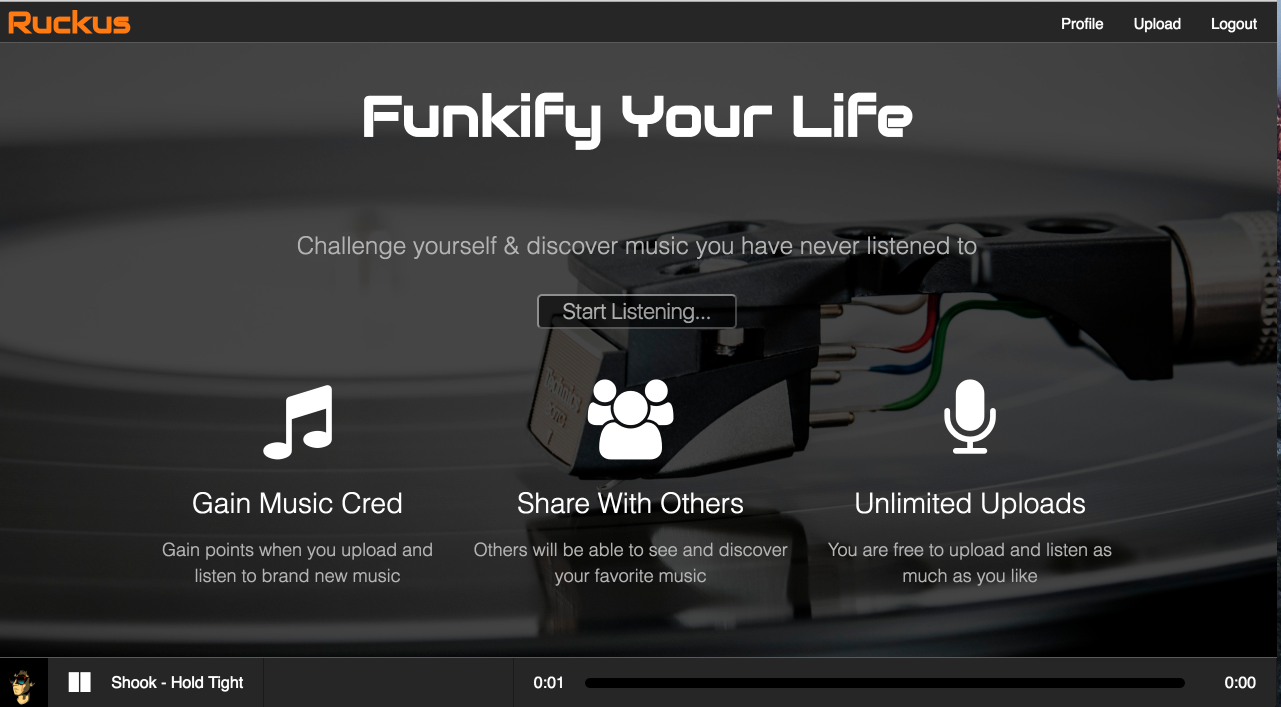 Ruckus
Profile
Upload
Logout
Funkify Your Life
Challenge yourself & discover music you have never listened to
Start Listening...
Technics
Gain Music Cred
Gain points when you upload and
listen to brand new music
Share With Others
Others will be able to see and discover
your favorite music
Unlimited Uploads
You are free to upload and listen as
much as you like
Shook - Hold Tight
0:01
0:00